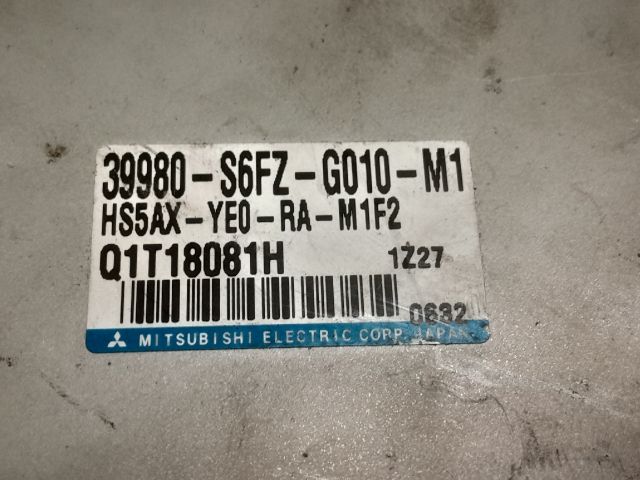 39980-S6FZ-G010-M1
HS5AX-YE0-RA-M1F2
Q1T18081H 1Z27
0632
MITSUBISHI ELECTRIC CORP. JAPAN